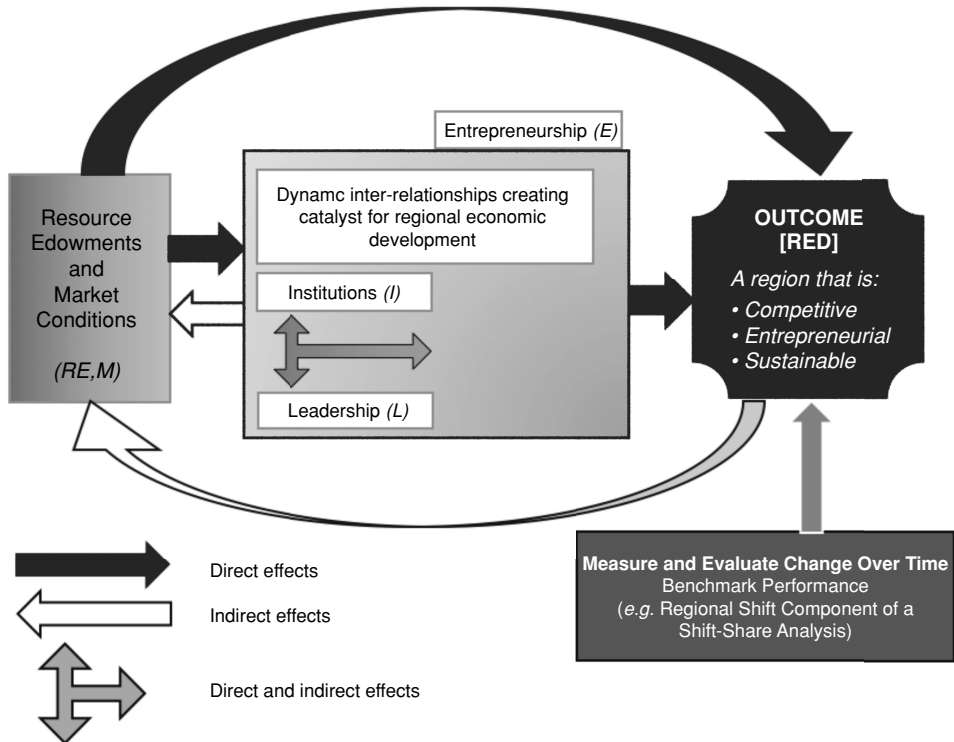 Entrepreneurship (E)
Resource
Edowments
and
Market
Conditions
(RE,M)
Dynamc inter-relationships creating
catalyst for regional economic
development
Institutions (I)
Leadership (L)
OUTCOME
[RED]
A region that is:
• Competitive
• Entrepreneurial
• Sustainable
Measure and Evaluate Change Over Time
Benchmark Performance
(e.g. Regional Shift Component of a
Shift-Share Analysis)
Direct effects
Indirect effects
Direct and indirect effects